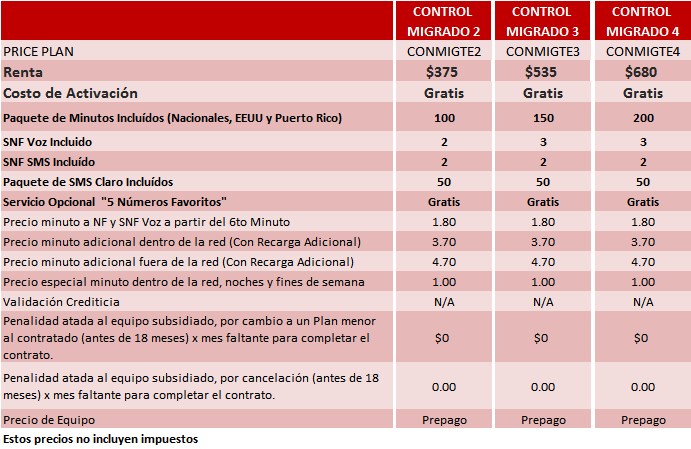 CONTROL MIGRADO 2 CONTROL MIGRADO 3 CONTROL MIGRADO 4
PRICE PLAN CONMIGTE2 CONMIGTE3 CONMIGTE4
Renta $375 $535 $680
Costo de Activación Gratis Gratis Gratis
Paquete de Minutos Incluídos (Nacionales, EEUU y Puerto Rico) 100 150 200
SNF Voz Incluido 2 3 3
SNF SMS Incluído 2 2 2
Paquete de SMS Claro Incluídos 50 50 50
Servicio Opcional "5 Números Favoritos" Gratis Gratis Gratis
Precio minuto a NF y SNF Voz a partir del 6to Minuto 1.80 1.80 1.80
Precio minuto adicional dentro de la red (Con Recarga Adicional) 3.70 3.70 3.70
Precio minuto adicional fuera de la red (Con Recarga Adicional) 4.70 4.70 4.70
Precio especial minuto dentro de la red, noches y fines de semana 1.00 1.00 1.00
Validación Crediticia N/A N/A N/A
Penalidad atada al equipo subsidiado, por cambio a un Plan menor
al contratado (antes de 18 meses) x mes faltante para completar el
contrato. $0 $0 $0
Penalidad atada al equipo subsidiado, por cancelación (antes de 18
meses) x mes faltante para completar el contrato. 0.00 0.00 0.00
Precio de Equipo Prepago Prepago Prepago
Estos precios no incluyen impuestos